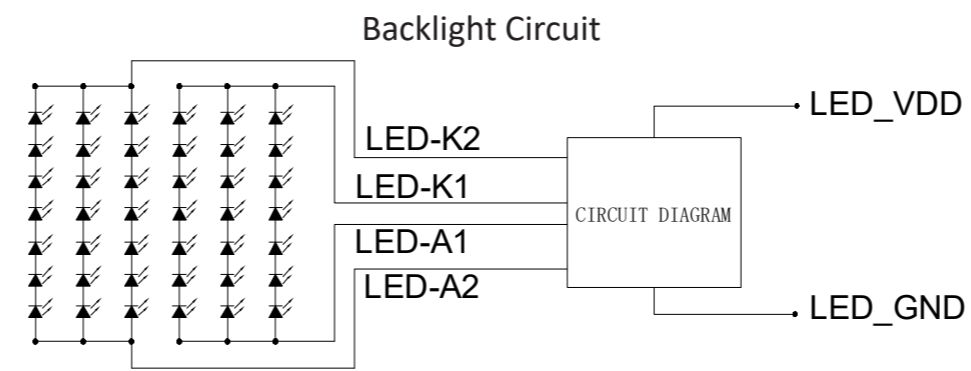 Backlight Circuit
LED_VDD
LED-K2
LED-K1
CIRCUIT DIAGRAM
LED-A1
LED-A2
LED_GND